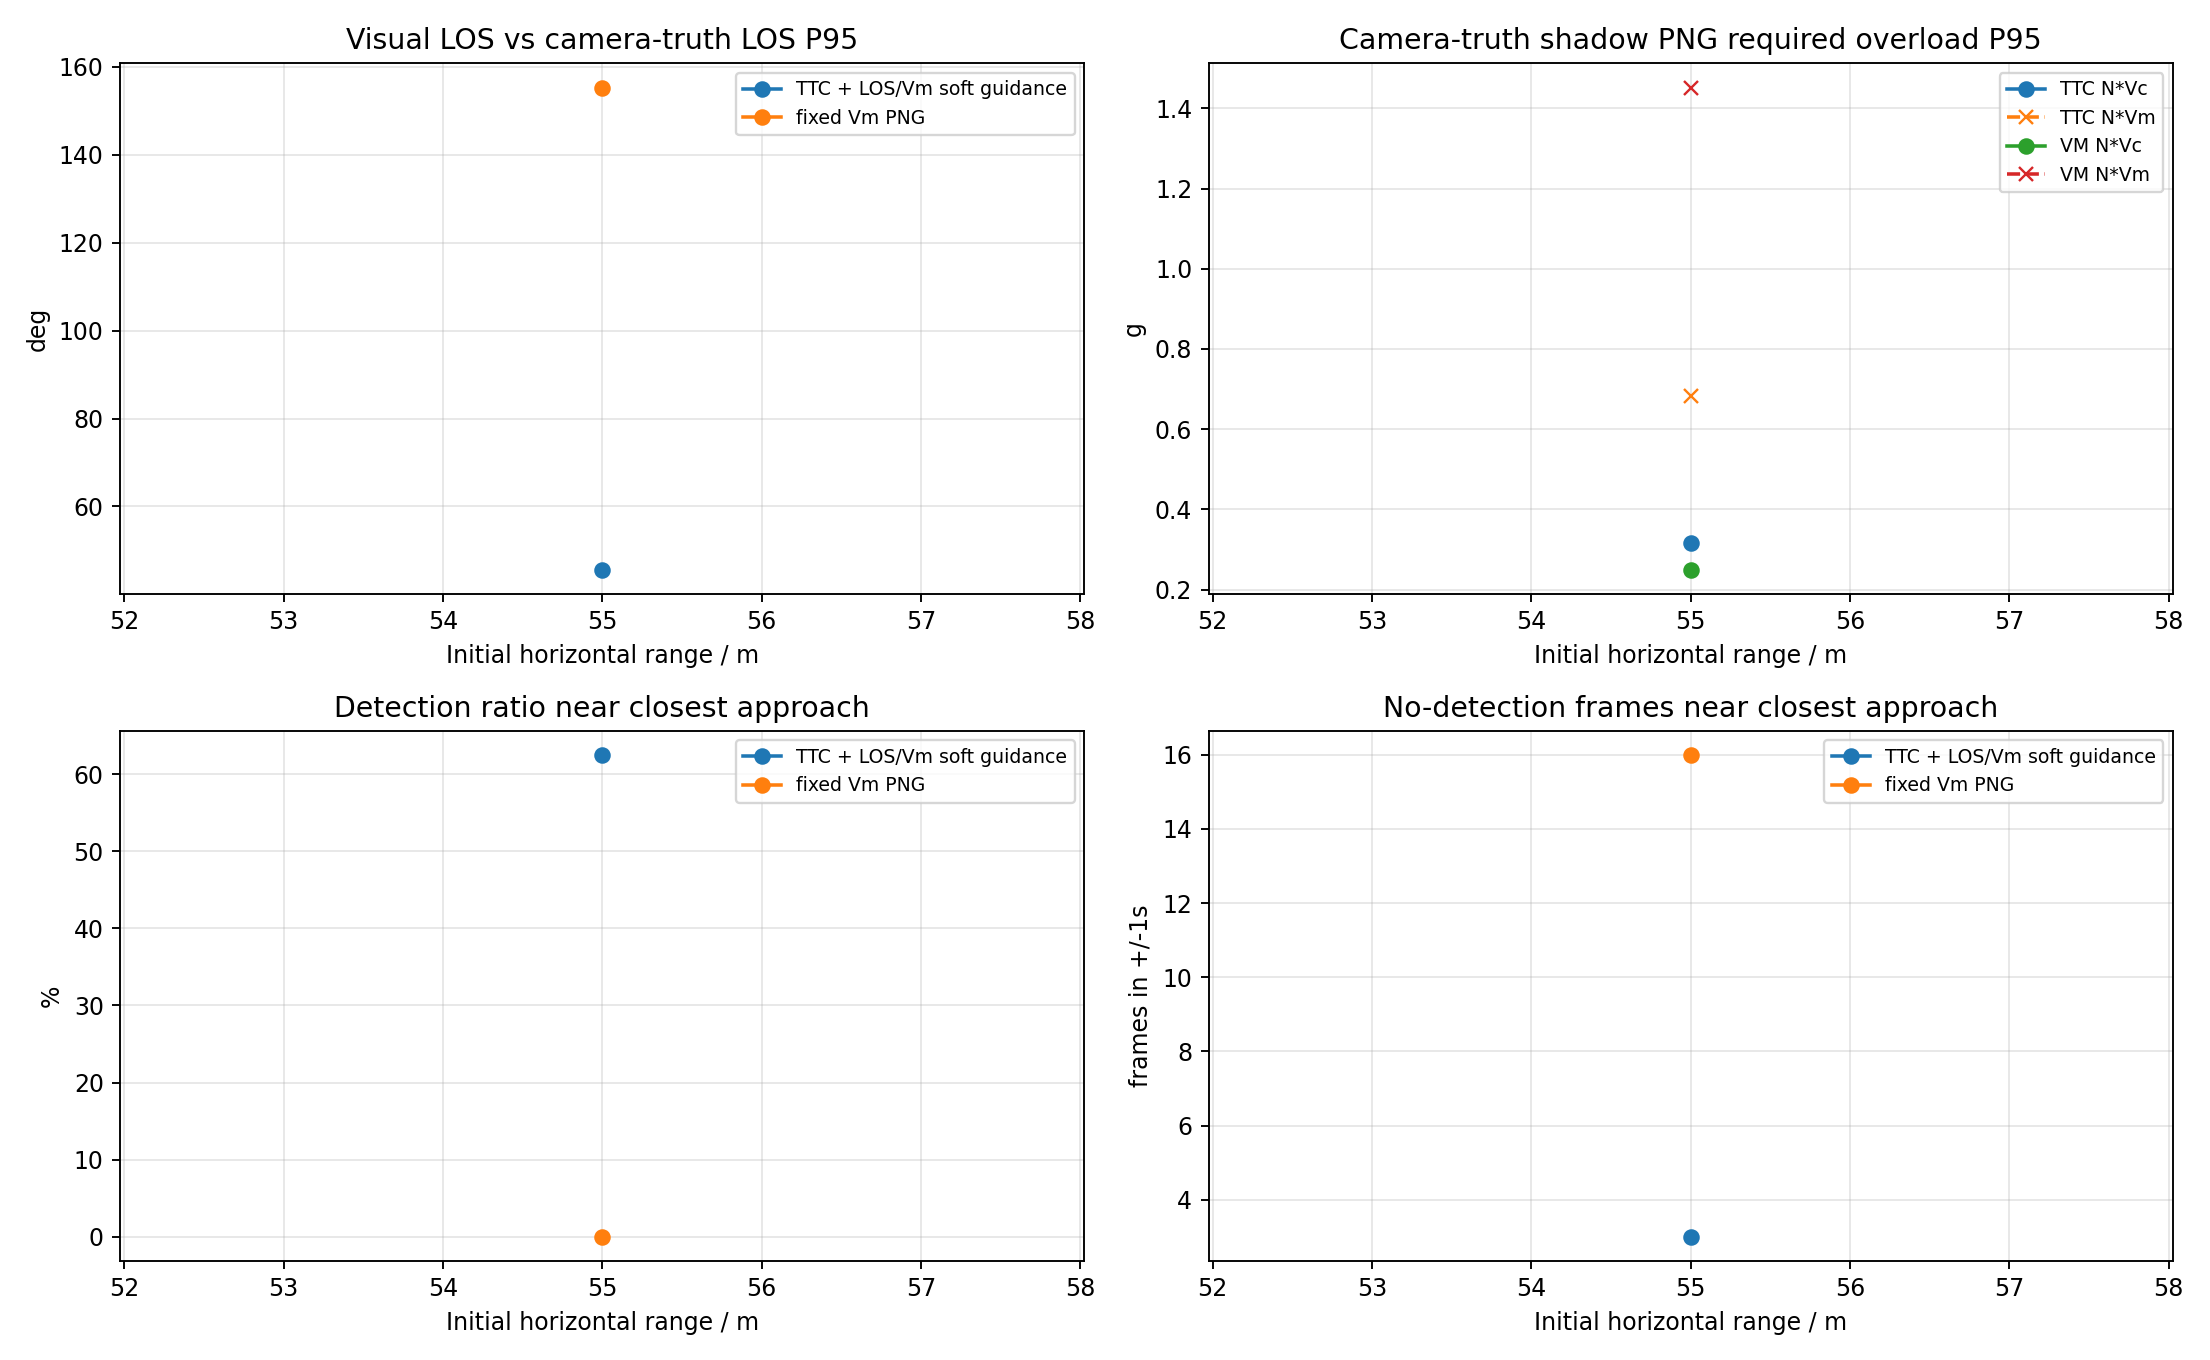 Visual LOS vs camera-truth LOS P95
160
140
120
100
80
60
deg
TTC + LOS/Vm soft guidance
fixed Vm PNG
52 53 54 55 56 57 58
Initial horizontal range / m
Camera-truth shadow PNG required overload P95
1.4
1.2
1.0
0.8
0.6
0.4
0.2
g
TTC N*Vc
TTC N*Vm
VM N*Vc
VM N*Vm
52 53 54 55 56 57 58
Initial horizontal range / m
Detection ratio near closest approach
60
50
40
30
20
10
0
%
TTC + LOS/Vm soft guidance
fixed Vm PNG
52 53 54 55 56 57 58
Initial horizontal range / m
No-detection frames near closest approach
16
14
12
10
8
6
4
frames in +/-1s
TTC + LOS/Vm soft guidance
fixed Vm PNG
52 53 54 55 56 57 58
Initial horizontal range / m